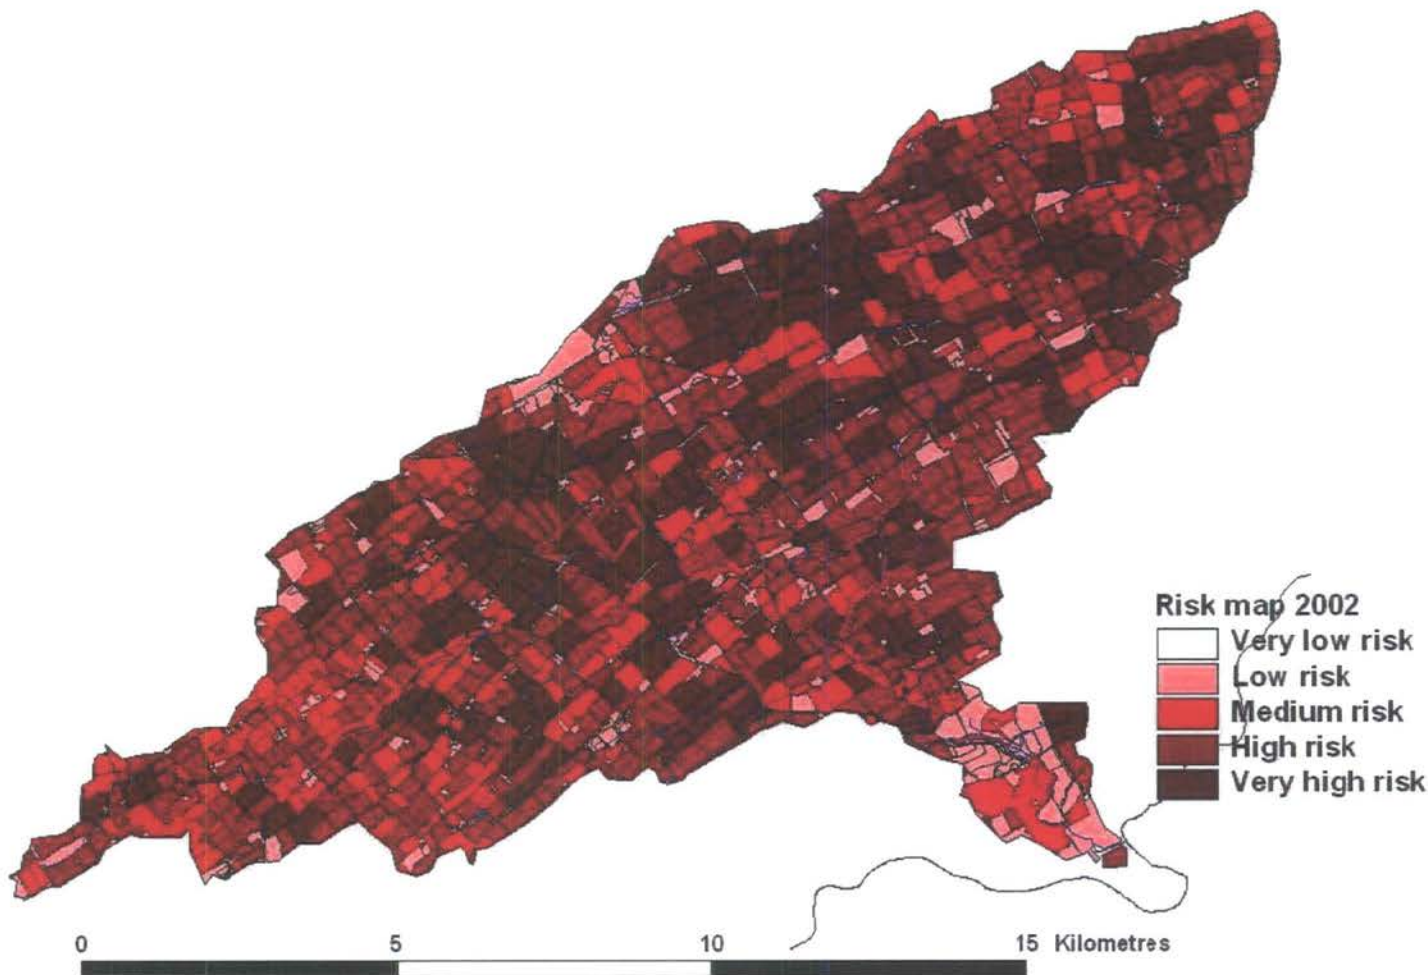 Risk map 2002
Very low risk
Low risk
Medium risk
High risk
Very high risk
0 5 10 15 Kilometres